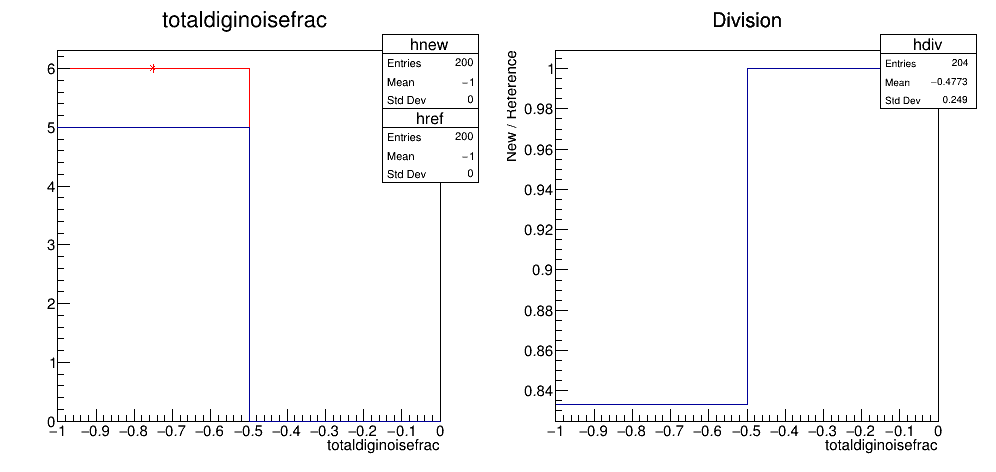 totaldiginoisefrac
hnew
Entries 200
Mean −1
Std Dev 0
href
Entries 200
Mean −1
Std Dev 0
6
5
4
3
2
1
0
−1 −0.9 −0.8 −0.7 −0.6 −0.5 −0.4 −0.3 −0.2 −0.1 0
totaldiginoisefrac
Division
hdiv
Entries 204
Mean −0.4773
Std Dev 0.249
New / Reference
1
0.98
0.96
0.94
0.92
0.9
0.88
0.86
0.84
−1 −0.9 −0.8 −0.7 −0.6 −0.5 −0.4 −0.3 −0.2 −0.1 0
totaldiginoisefrac